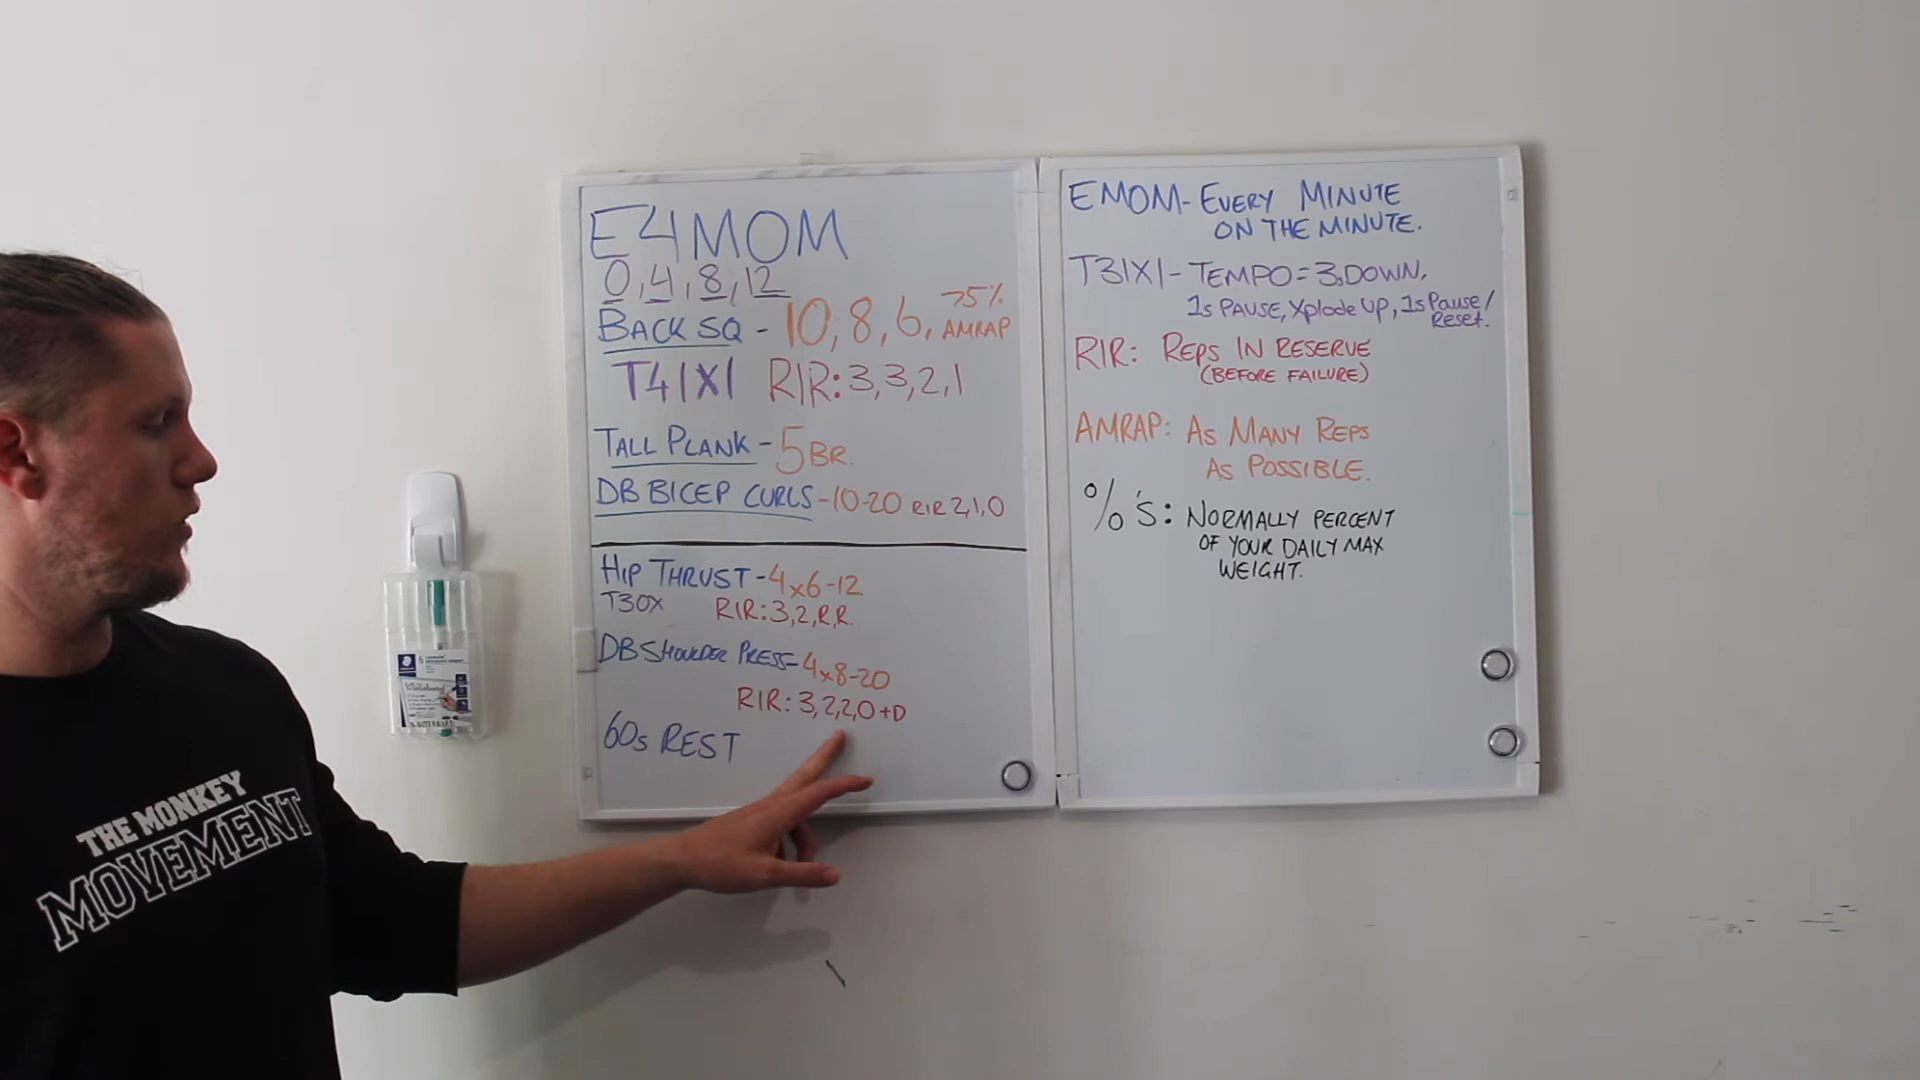 E4MOM
0, 4, 8, 12
BACK SQ - 10, 8, 6, 75% AMRAP
T41X1 RIR: 3, 3, 2, 1
TALL PLANK - 5 BR.
DB BICEP CURLS - 10-20 RIR 2, 1, 0
HIP THRUST - 4x6-12
T30X RIR: 3, 2, R, R.
DB SHOULDER PRESS - 4x8-20
RIR: 3, 2, 2, 0 + D
60s REST
EMOM - EVERY MINUTE
ON THE MINUTE.
T31X1 - TEMPO = 3s DOWN,
1s PAUSE, Xplode UP, 1s Pause/
Reset.
RIR: REPS IN RESERVE
(BEFORE FAILURE)
AMRAP: AS MANY REPS
AS POSSIBLE.
%'S: NORMALLY PERCENT
OF YOUR DAILY MAX
WEIGHT.
THE MONKEY
MOVEMENT